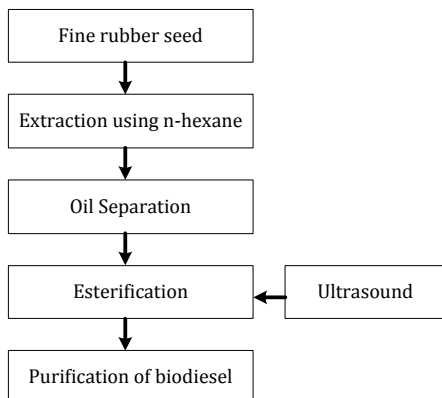 Fine rubber seed
Extraction using n-hexane
Oil Separation
Esterification
Ultrasound
Purification of biodiesel